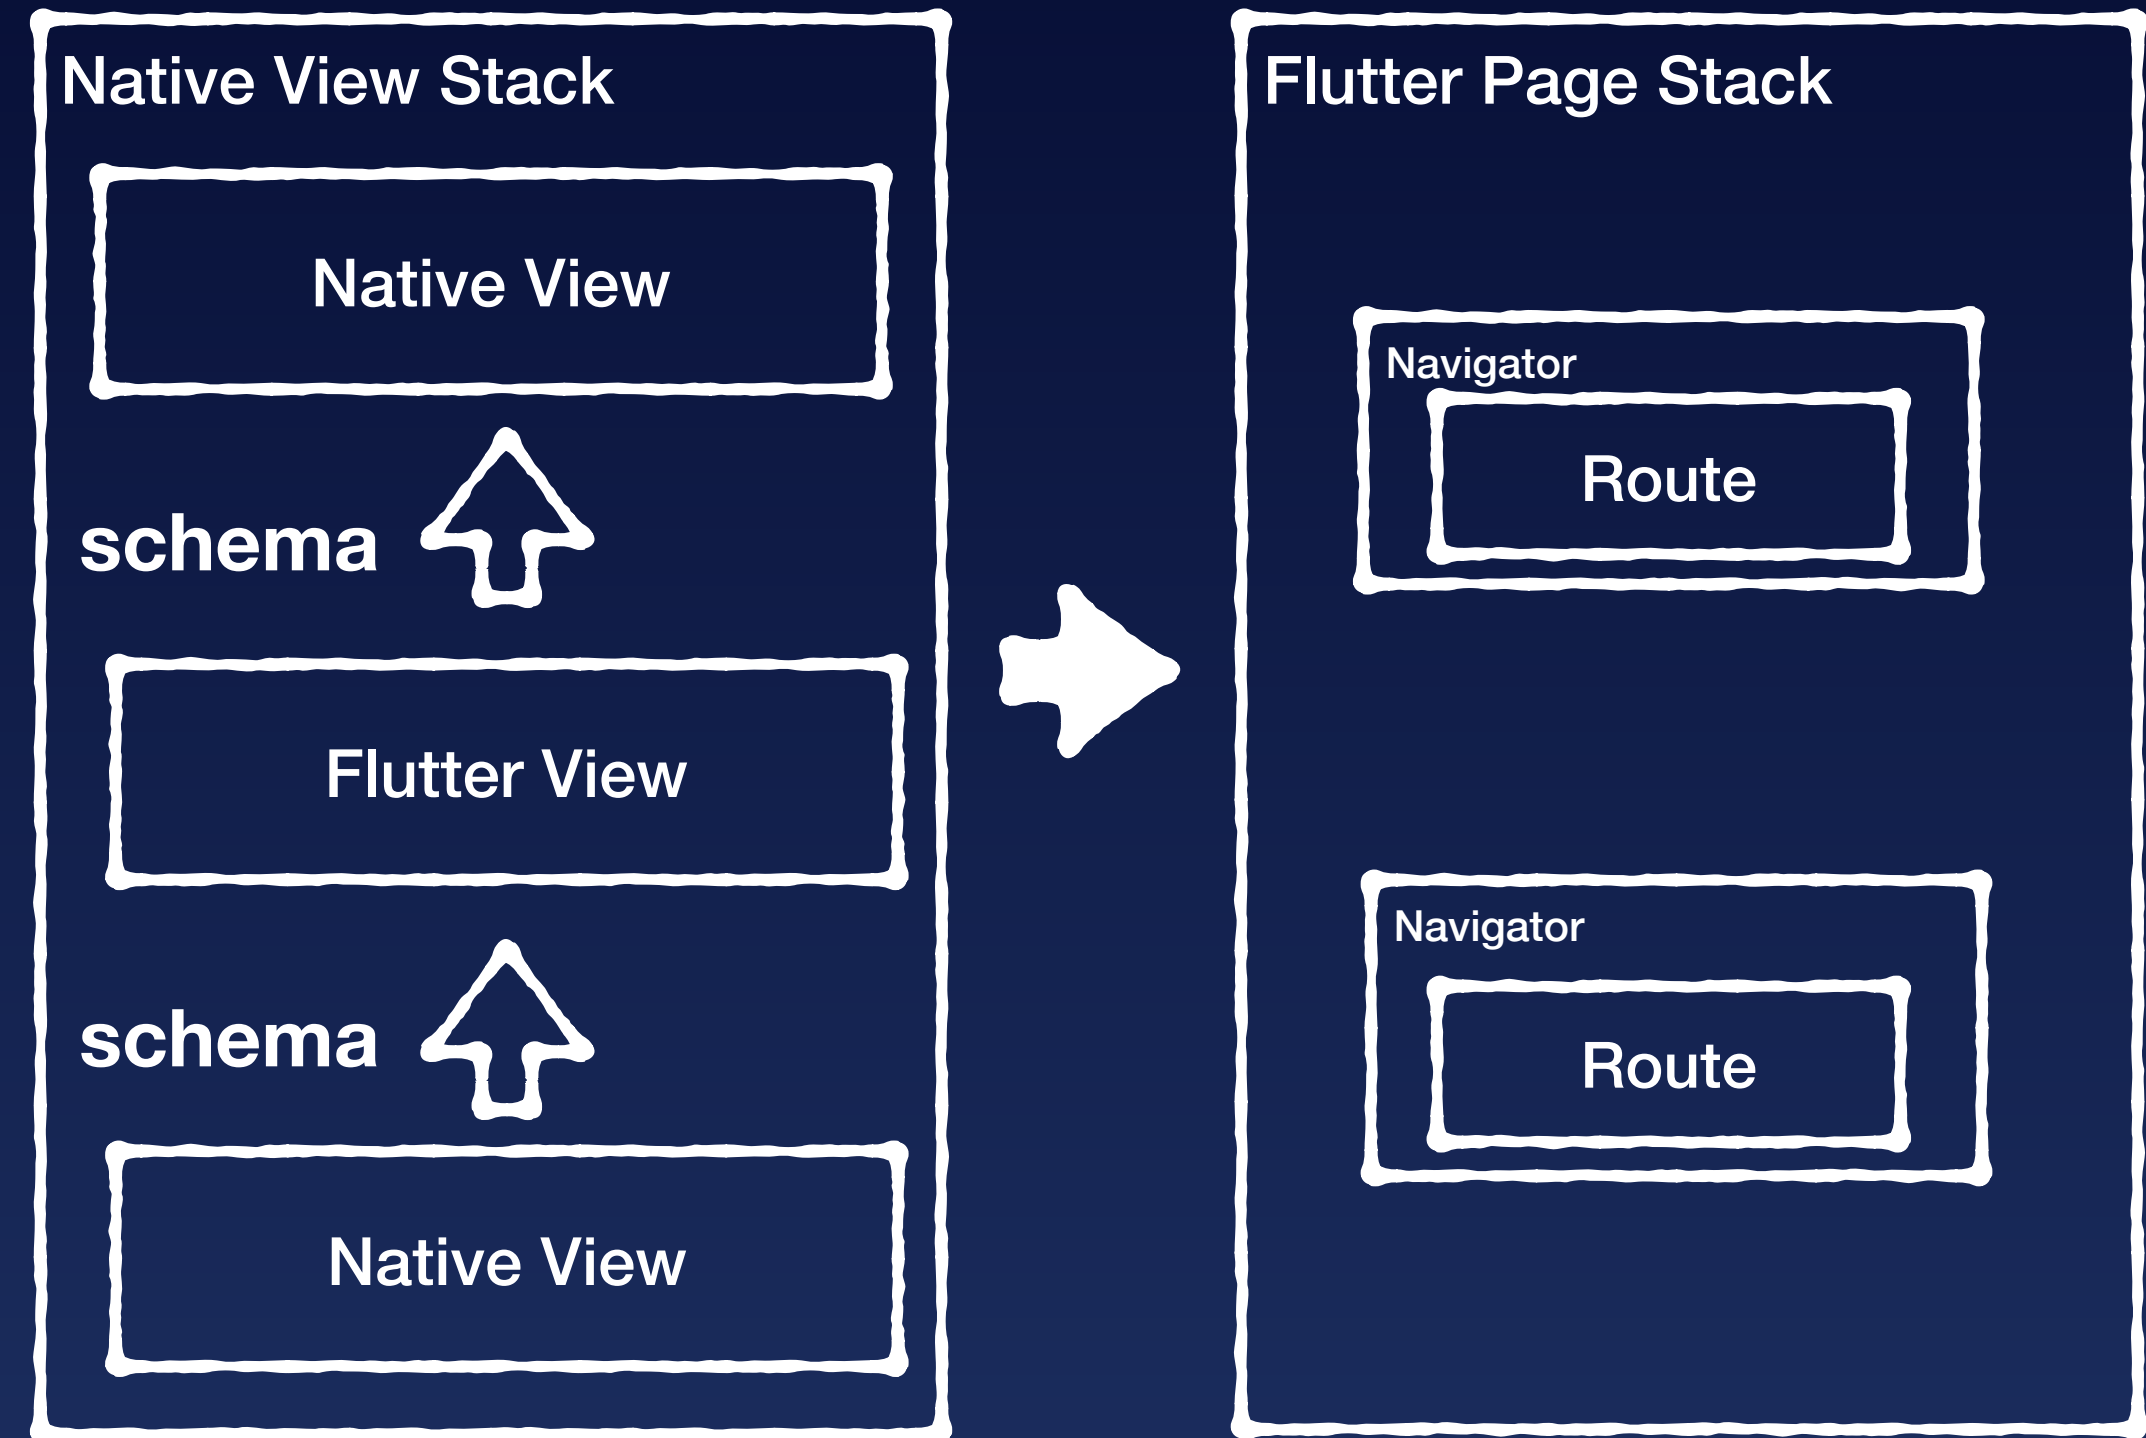 Native View Stack
Native View
schema
Flutter View
schema
Native View
Flutter Page Stack
Navigator
Route
Navigator
Route